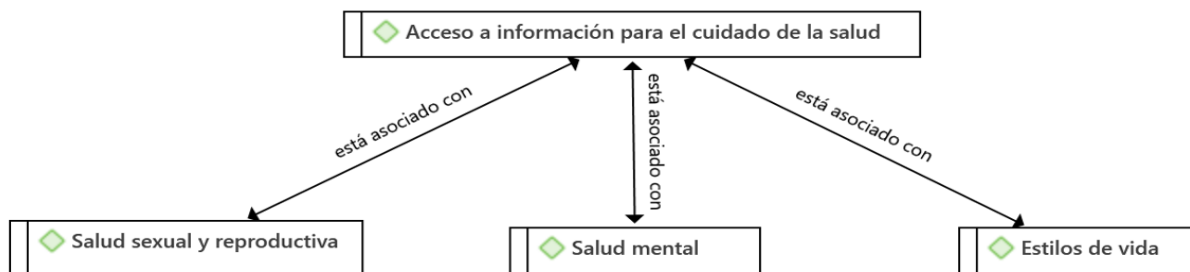 Acceso a información para el cuidado de la salud
está asociado con
está asociado con
está asociado con
Salud sexual y reproductiva
Salud mental
Estilos de vida